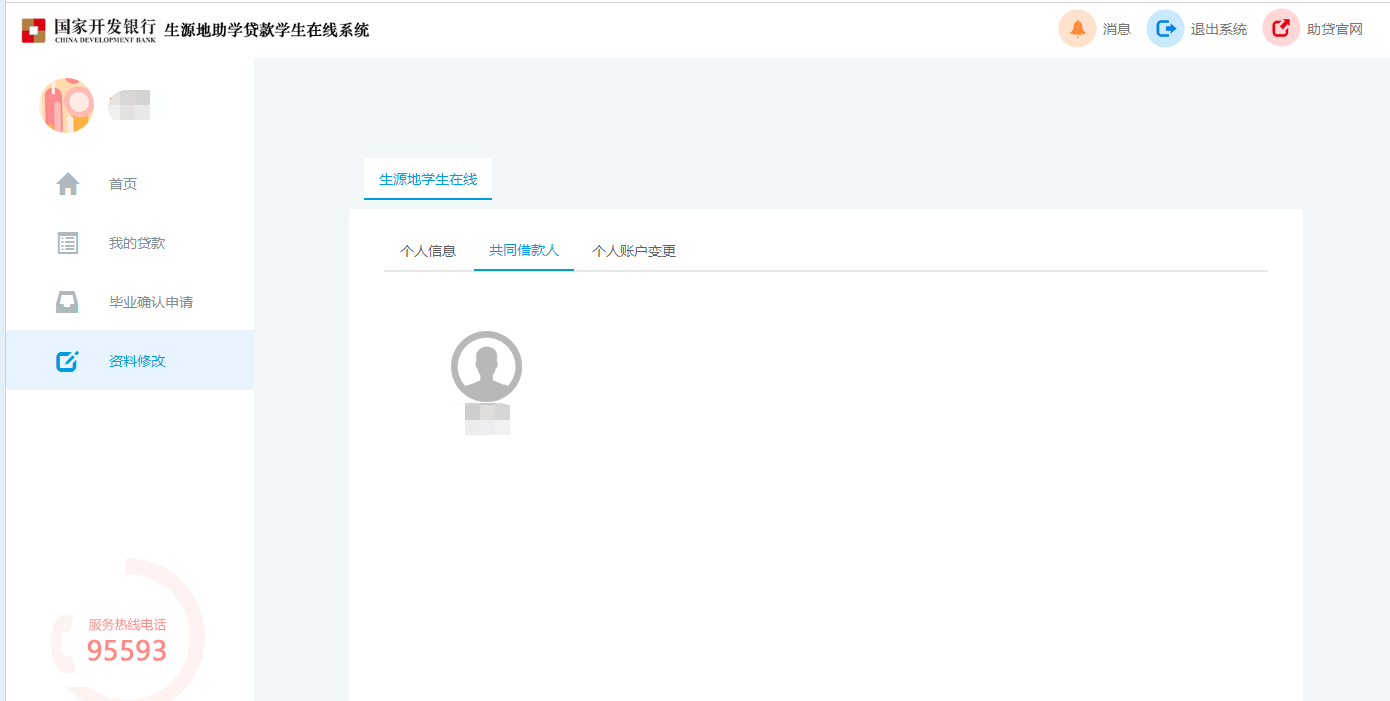 国家开发银行 生源地助学贷款学生在线系统
CHINA DEVELOPMENT BANK
消息
退出系统
助贷官网
首页
我的贷款
毕业确认申请
资料修改
服务热线电话
95593
生源地学生在线
个人信息 共同借款人 个人账户变更